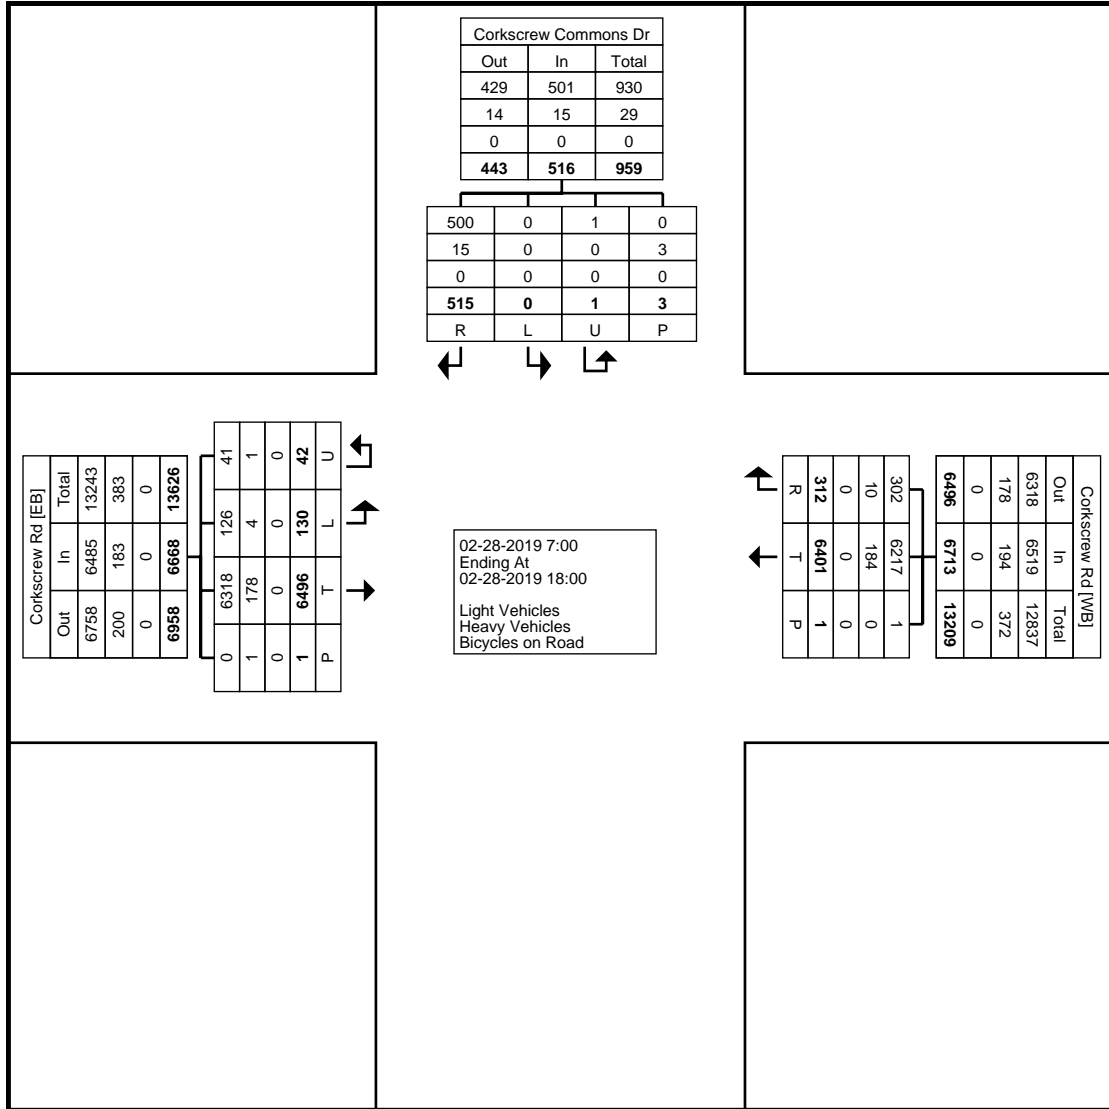 Corkscrew Commons Dr
Out In Total
429 501 930
14 15 29
0 0 0
443 516 959
500 0 1 0
15 0 0 3
0 0 0 0
515 0 1 3
R L U P
Corkscrew Rd [EB]
Total In Out
13243 6485 6758
383 183 200
0 0 0
13626 6668 6958
41 126 6318 0
1 4 178 1
0 0 0 0
42 130 6496 1
U L T P
02-28-2019 7:00
Ending At
02-28-2019 18:00
Light Vehicles
Heavy Vehicles
Bicycles on Road
R T P
312 6401 1
0 0 0
10 184 0
302 6217 1
Corkscrew Rd [WB]
Out In Total
6318 6519 12837
178 194 372
0 0 0
6496 6713 13209